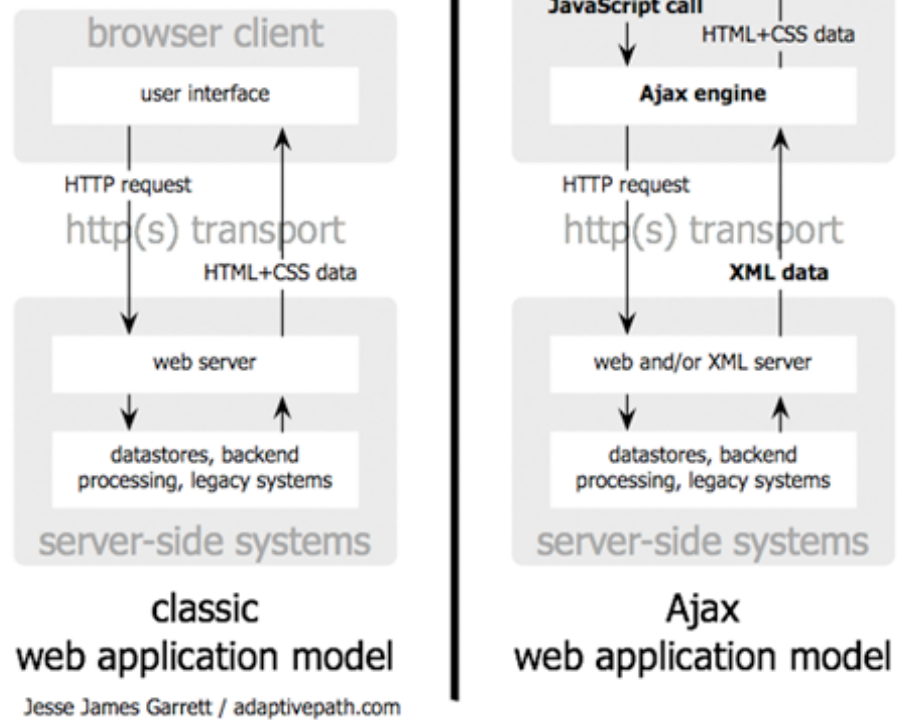 browser client
user interface
HTTP request
http(s) transport
HTML+CSS data
web server
datastores, backend
processing, legacy systems
server-side systems
classic
web application model
Jesse James Garrett / adaptivepath.com
JavaScript call
HTML+CSS data
Ajax engine
HTTP request
http(s) transport
XML data
web and/or XML server
datastores, backend
processing, legacy systems
server-side systems
Ajax
web application model